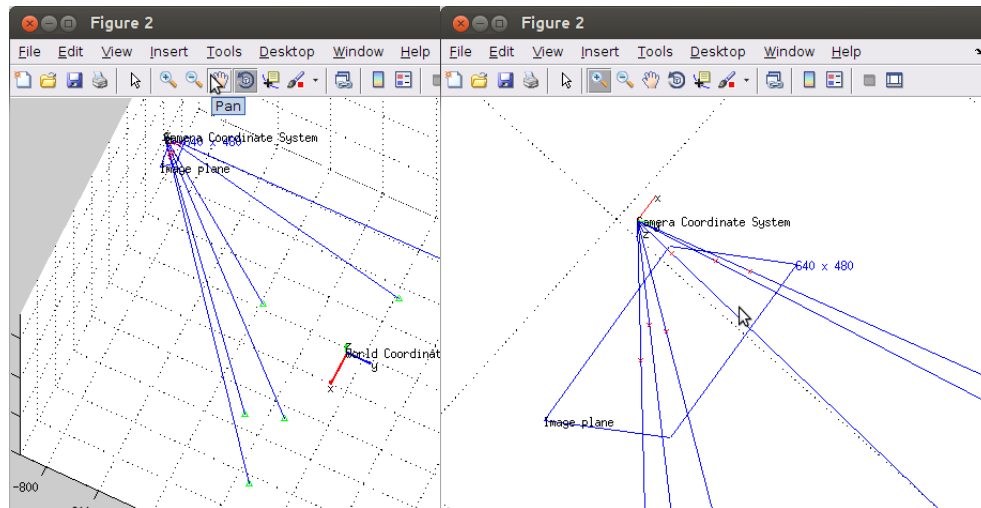 Figure 2
File Edit View Insert Tools Desktop Window Help
Pan
Camera Coordinate System
640 x 480
Image plane
World Coordinat
y
x
-800
Figure 2
File Edit View Insert Tools Desktop Window Help
x
Camera Coordinate System
z
640 x 480
Image plane